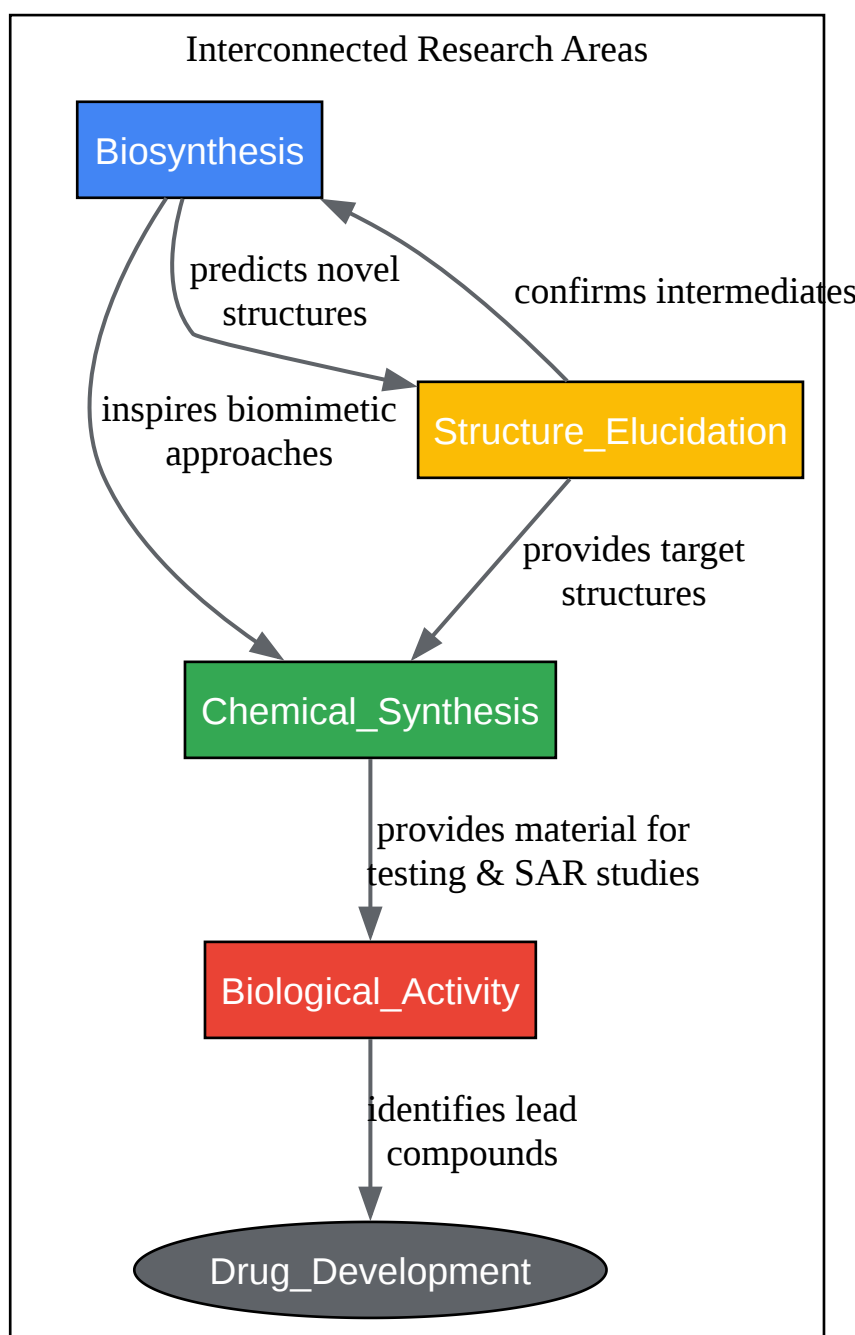 Interconnected Research Areas
Biosynthesis
predicts novel
structures
confirms intermediates
inspires biomimetic
approaches
Structure_Elucidation
provides target
structures
Chemical_Synthesis
provides material for
testing & SAR studies
Biological_Activity
identifies lead
compounds
Drug_Development